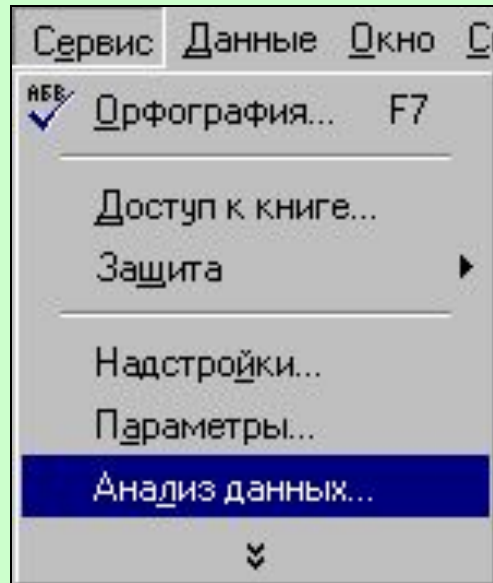 Сервис Данные Окно С
АБВ Орфография... F7
Доступ к книге...
Защита
Надстройки...
Параметры...
Анализ данных...